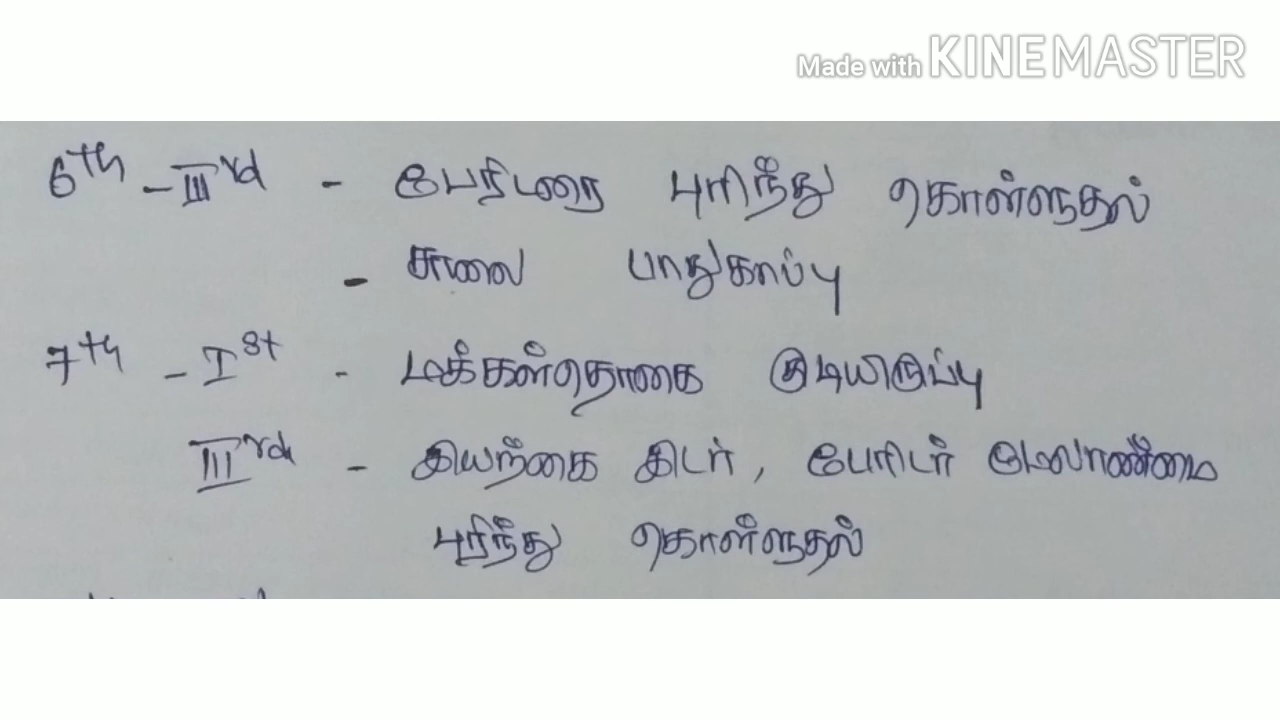 Made with KINEMASTER
6th - IIIrd - பேரிடரை புரிந்து கொள்ளுதல்
- சாலை பாதுகாப்பு
7th - Ist - மக்கள்தொகை குடியிருப்பு
IIIrd - இயற்கை இடர், பேரிடர் மேலாண்மை
புரிந்து கொள்ளுதல்